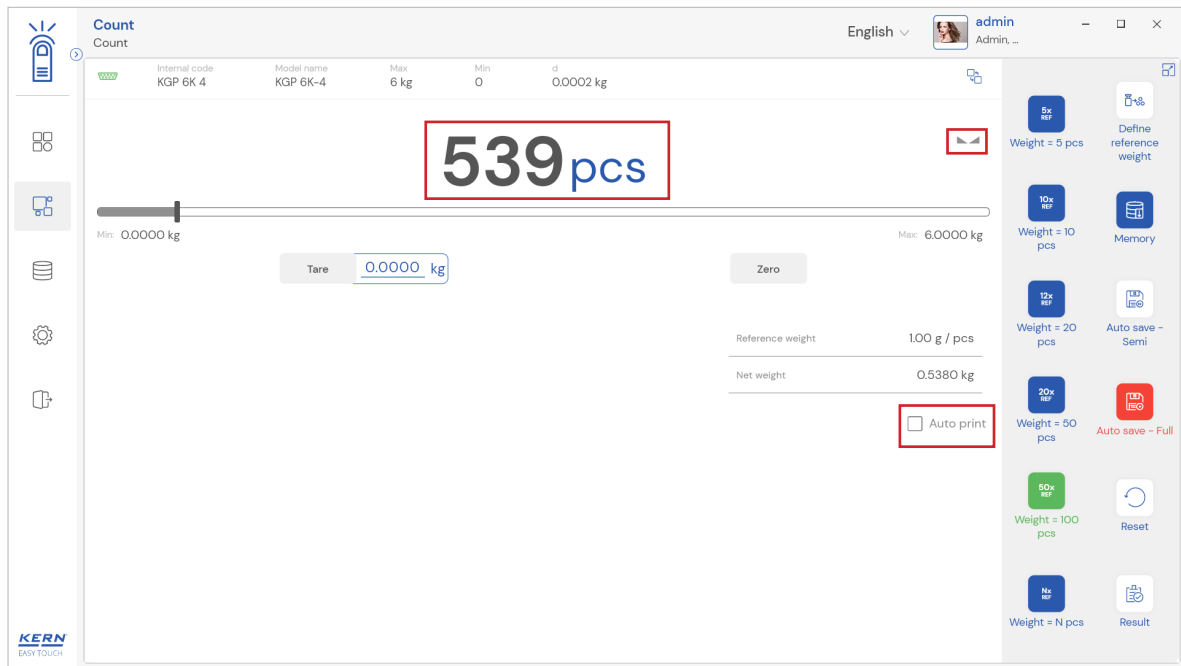 Count
Count
English
admin
Admin, ...
Internal code
KGP 6K 4
Model name
KGP 6K-4
Max
6 kg
Min
0
d
0.0002 kg
539 pcs
Min: 0.0000 kg
Max: 6.0000 kg
Tare
0.0000 kg
Zero
Reference weight
1.00 g / pcs
Net weight
0.5380 kg
Auto print
5x
REF
Weight = 5 pcs
Define
reference
weight
10x
REF
Weight = 10
pcs
Memory
12x
REF
Weight = 20
pcs
Auto save -
Semi
20x
REF
Weight = 50
pcs
Auto save - Full
50x
REF
Weight = 100
pcs
Reset
Nx
REF
Weight = N pcs
Result
KERN
EASY TOUCH